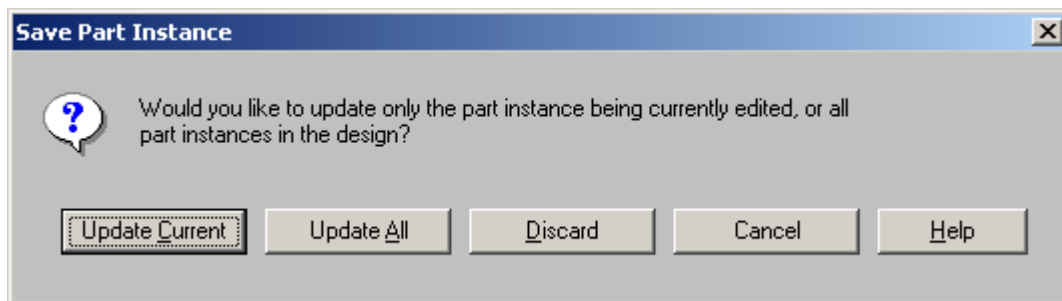 Save Part Instance
Would you like to update only the part instance being currently edited, or all
part instances in the design?
Update Current Update All Discard Cancel Help